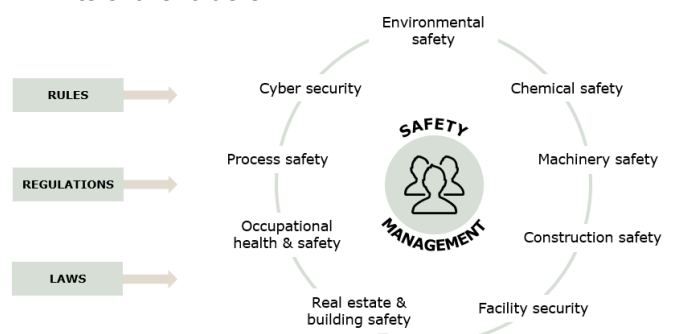 Environmental
safety
Cyber security
Chemical safety
RULES
SAFETY
Process safety
Machinery safety
REGULATIONS
MANAGEMENT
Occupational
health & safety
Construction safety
LAWS
Real estate &
building safety
Facility security